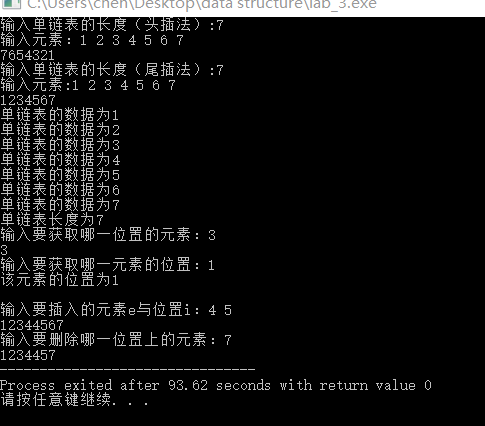 C:\Users\chen\Desktop\data structure\lab_3.exe
输入单链表的长度（头插法）:7
输入元素：1 2 3 4 5 6 7
7654321
输入单链表的长度（尾插法）:7
输入元素:1 2 3 4 5 6 7
1234567
单链表的数据为1
单链表的数据为2
单链表的数据为3
单链表的数据为4
单链表的数据为5
单链表的数据为6
单链表的数据为7
单链表长度为7
输入要获取哪一位置的元素：3
3
输入要获取哪一元素的位置：1
该元素的位置为1
输入要插入的元素e与位置i：4 5
12344567
输入要删除哪一位置上的元素：7
1234457
--------------------------------
Process exited after 93.62 seconds with return value 0
请按任意键继续. . .